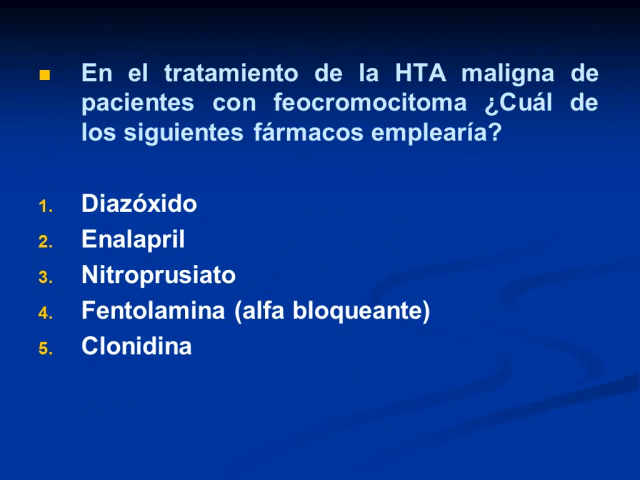 En el tratamiento de la HTA maligna de
pacientes con feocromocitoma ¿Cuál de
los siguientes fármacos emplearía?
1. Diazóxido
2. Enalapril
3. Nitroprusiato
4. Fentolamina (alfa bloqueante)
5. Clonidina